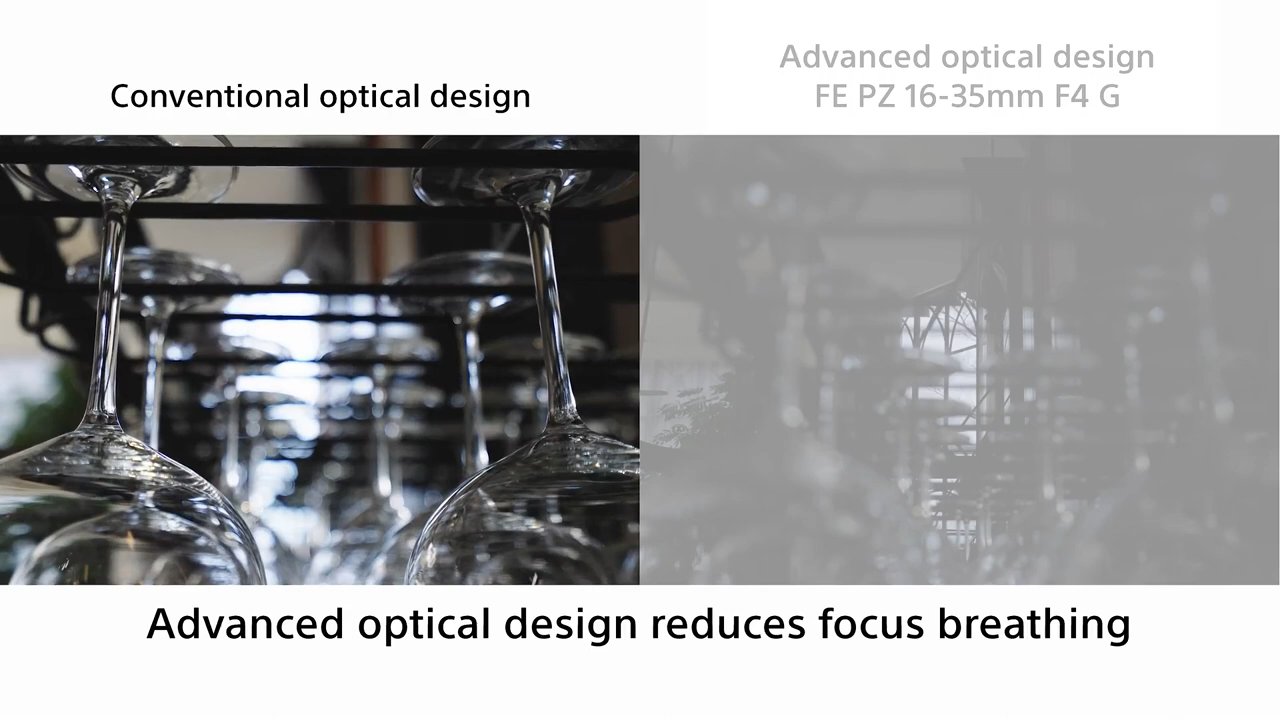 Conventional optical design
Advanced optical design
FE PZ 16-35mm F4 G
Advanced optical design reduces focus breathing